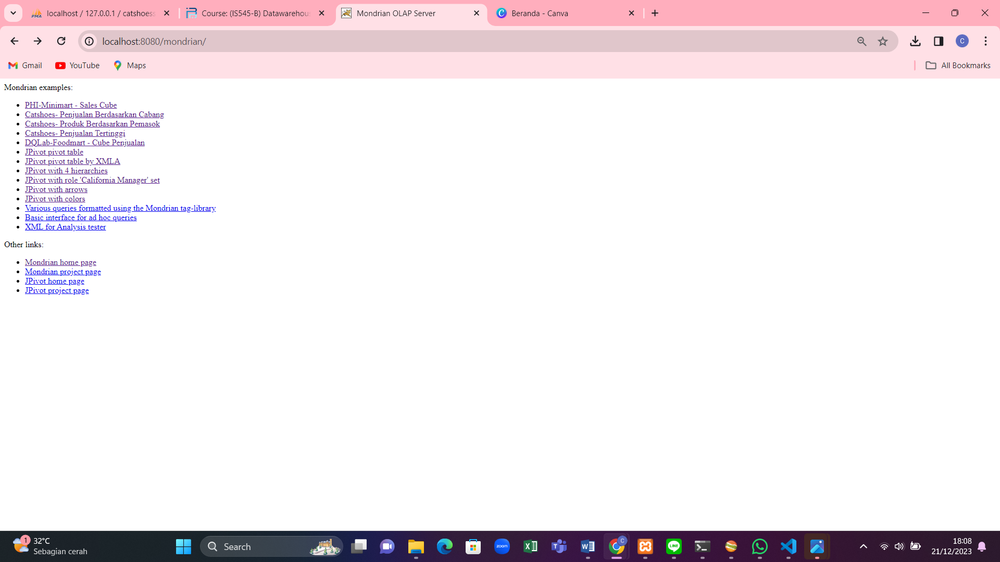 localhost / 127.0.0.1 / catshoess
Course: (IS545-B) Datawarehous
Mondrian OLAP Server
Beranda - Canva
localhost:8080/mondrian/
C
Gmail
YouTube
Maps
All Bookmarks
Mondrian examples:
PHI-Minimart - Sales Cube
Catshoes- Penjualan Berdasarkan Cabang
Catshoes- Produk Berdasarkan Pemasok
Catshoes- Penjualan Tertinggi
DQLab-Foodmart - Cube Penjualan
JPivot pivot table
JPivot pivot table by XMLA
JPivot with 4 hierarchies
JPivot with role 'California Manager' set
JPivot with arrows
JPivot with colors
Various queries formatted using the Mondrian tag-library
Basic interface for ad hoc queries
XML for Analysis tester
Other links:
Mondrian home page
Mondrian project page
JPivot home page
JPivot project page
1
32°C
Sebagian cerah
Search
zoom
C
LINE
18:08
21/12/2023